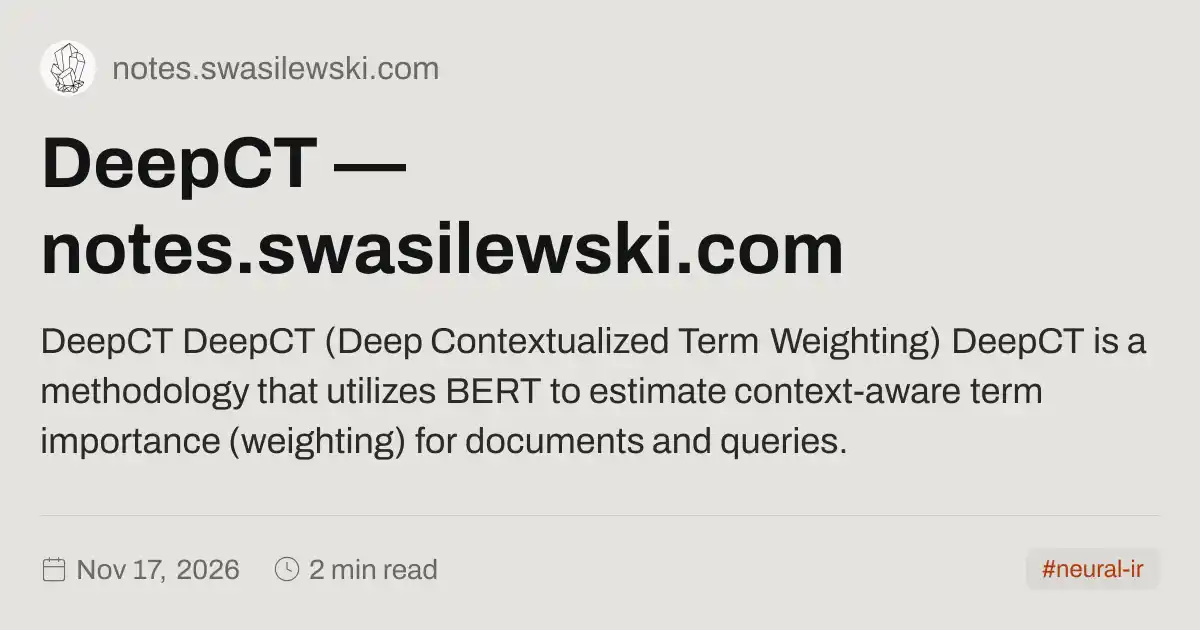 notes.swasilewski.com
DeepCT —
notes.swasilewski.com
DeepCT DeepCT (Deep Contextualized Term Weighting) DeepCT is a
methodology that utilizes BERT to estimate context-aware term
importance (weighting) for documents and queries.
Nov 17, 2026 2 min read #neural-ir